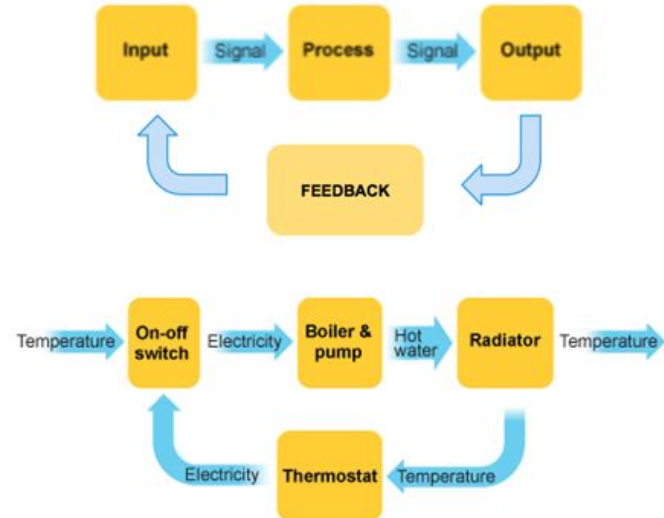 Input
Signal
Process
Signal
Output
FEEDBACK
Temperature
On-off
switch
Electricity
Boiler &
pump
Hot
water
Radiator
Temperature
Electricity
Thermostat
Temperature